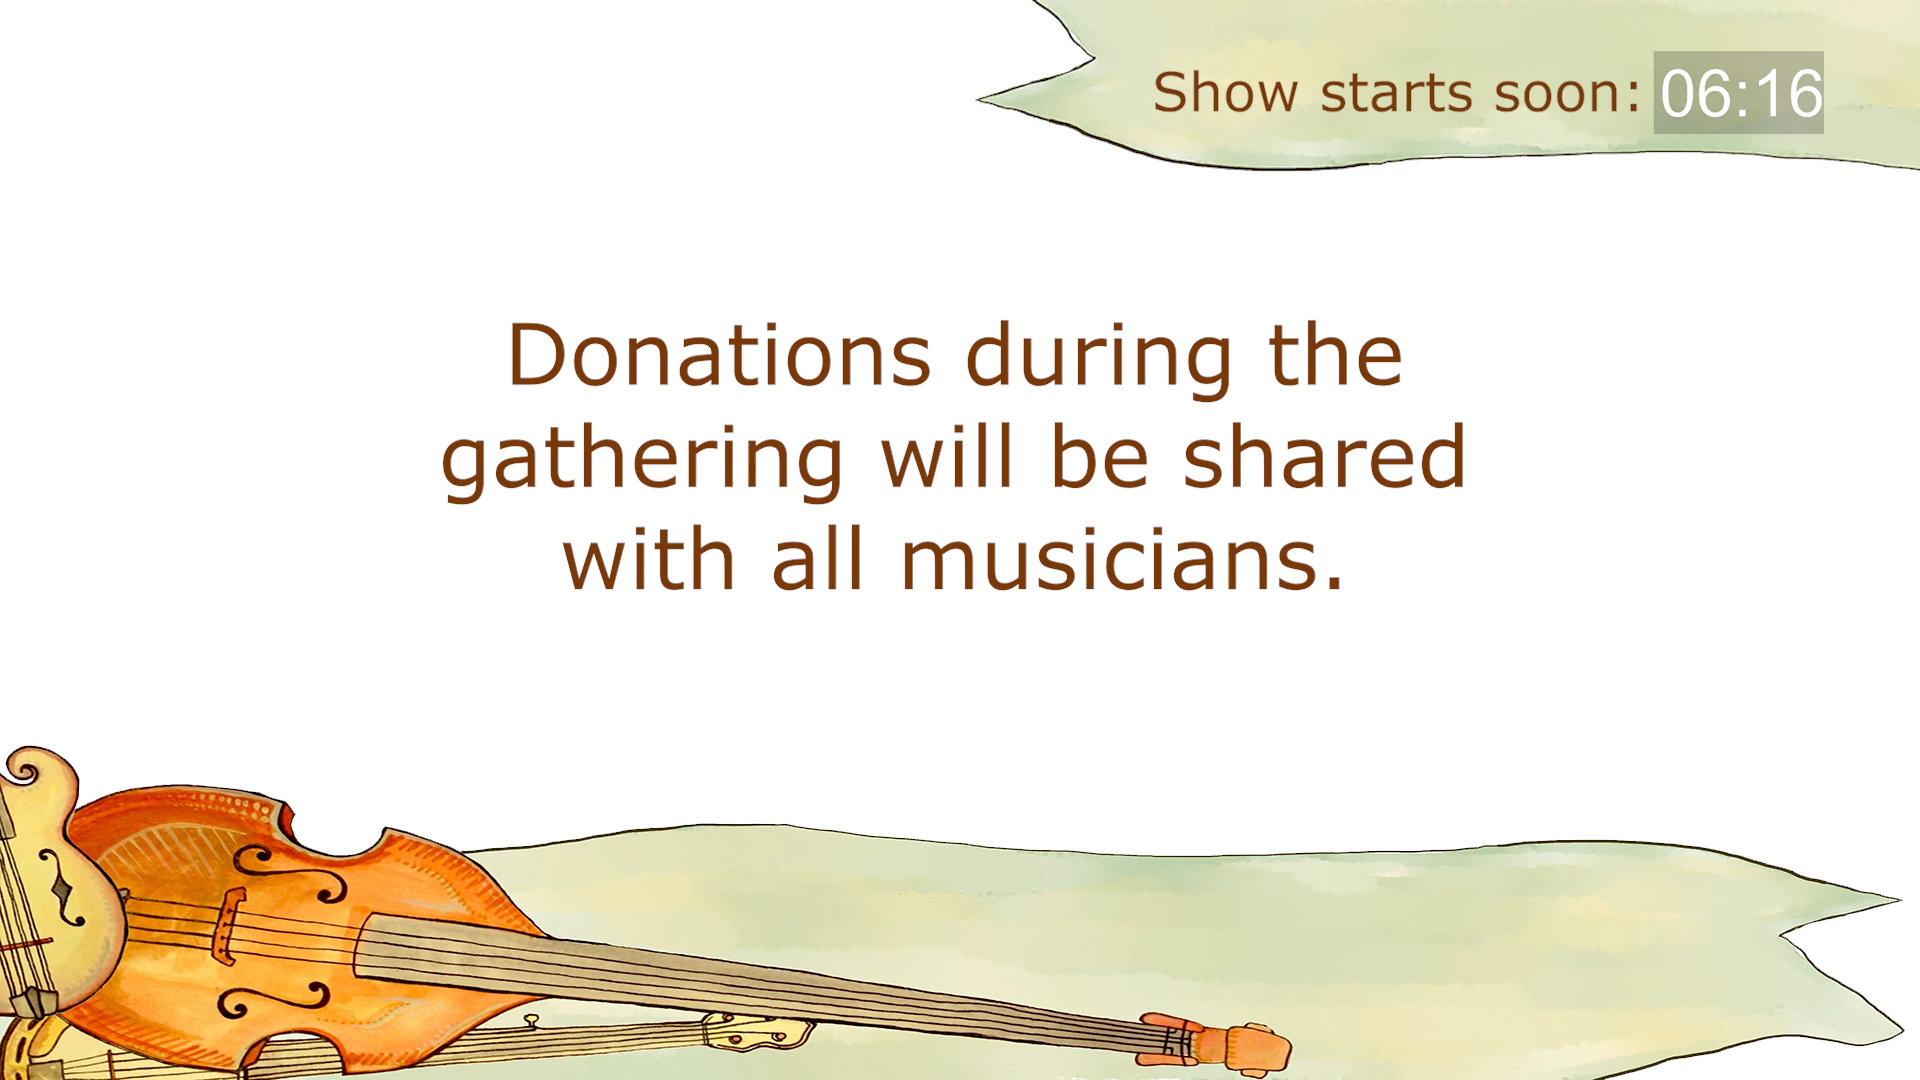 Show starts soon: 06:16
Donations during the
gathering will be shared
with all musicians.